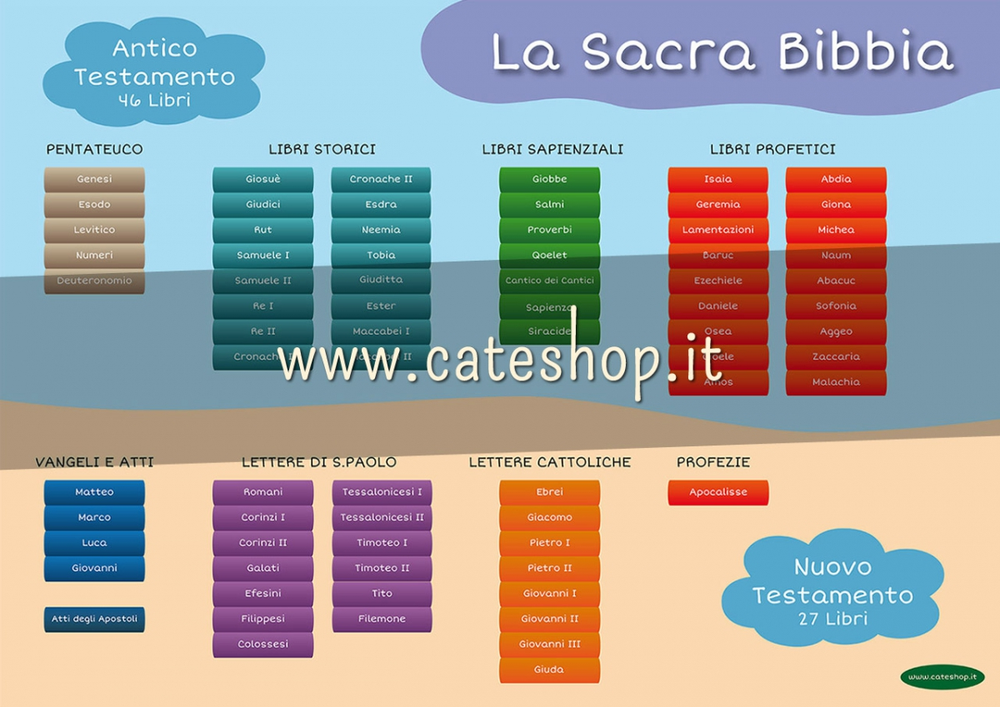 Antico
Testamento
46 Libri
La Sacra Bibbia
PENTATEUCO
Genesi
Esodo
Levitico
Numeri
Deuteronomio
LIBRI STORICI
Giosuè
Giudici
Rut
Samuele I
Samuele II
Re I
Re II
Cronache II
Esdra
Neemia
Tobia
Giuditta
Ester
Maccabei I
LIBRI SAPIENZIALI
Giobbe
Salmi
Proverbi
Qoelet
Cantico dei Cantici
Sapienza
Siracide
LIBRI PROFETICI
Isaia
Geremia
Lamentazioni
Baruc
Ezechiele
Daniele
Osea
Amos
Abdia
Giona
Michea
Naum
Abacuc
Sofonia
Aggeo
Zaccaria
Malachia
www.cateshop.it
VANGELI E ATTI
Matteo
Marco
Luca
Giovanni
Atti degli Apostoli
LETTERE DI S.PAOLO
Romani
Corinzi I
Corinzi II
Galati
Efesini
Filippesi
Colossesi
Tessalonicesi I
Tessalonicesi II
Timoteo I
Timoteo II
Tito
Filemone
LETTERE CATTOLICHE
Ebrei
Giacomo
Pietro I
Pietro II
Giovanni I
Giovanni II
Giovanni III
Giuda
PROFEZIE
Apocalisse
Nuovo
Testamento
27 Libri
www.cateshop.it